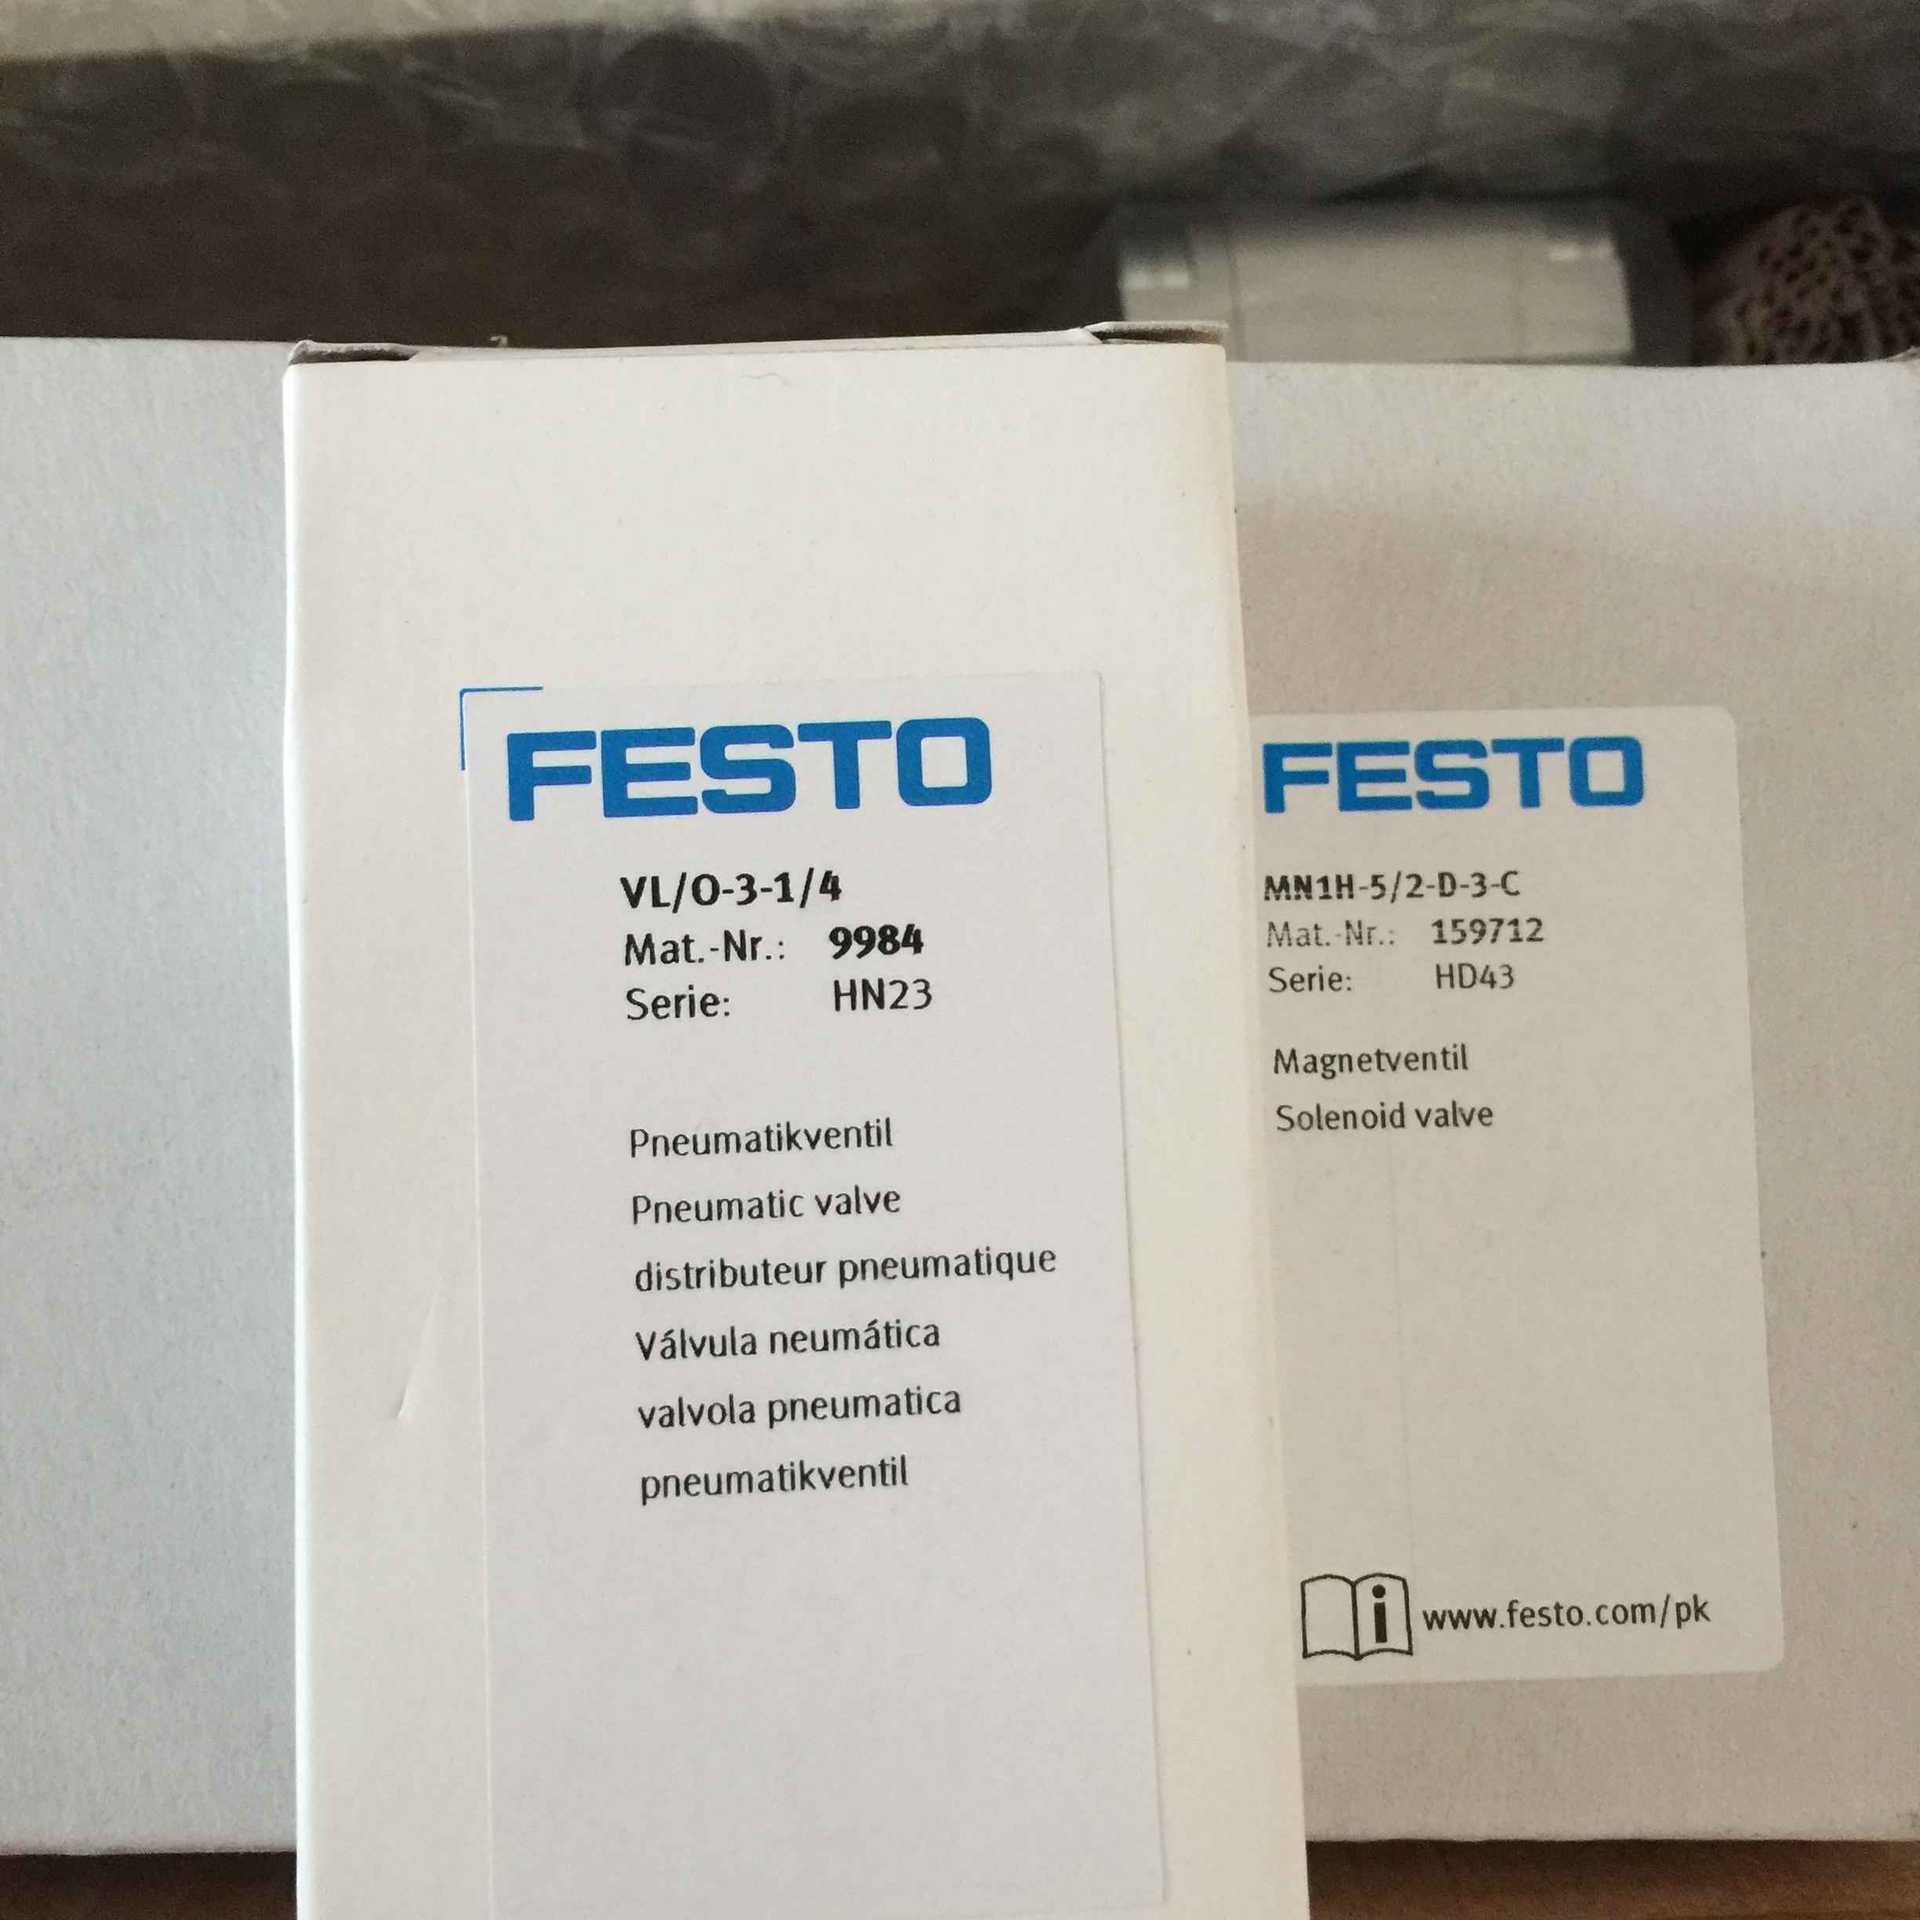 FESTO
VL/O-3-1/4
Mat.-Nr.: 9984
Serie: HN23
Pneumatikventil
Pneumatic valve
distributeur pneumatique
Válvula neumática
valvola pneumatica
pneumatikventil
FESTO
MN1H-5/2-D-3-C
Mat.-Nr.: 159712
Serie: HD43
Magnetventil
Solenoid valve
i www.festo.com/pk